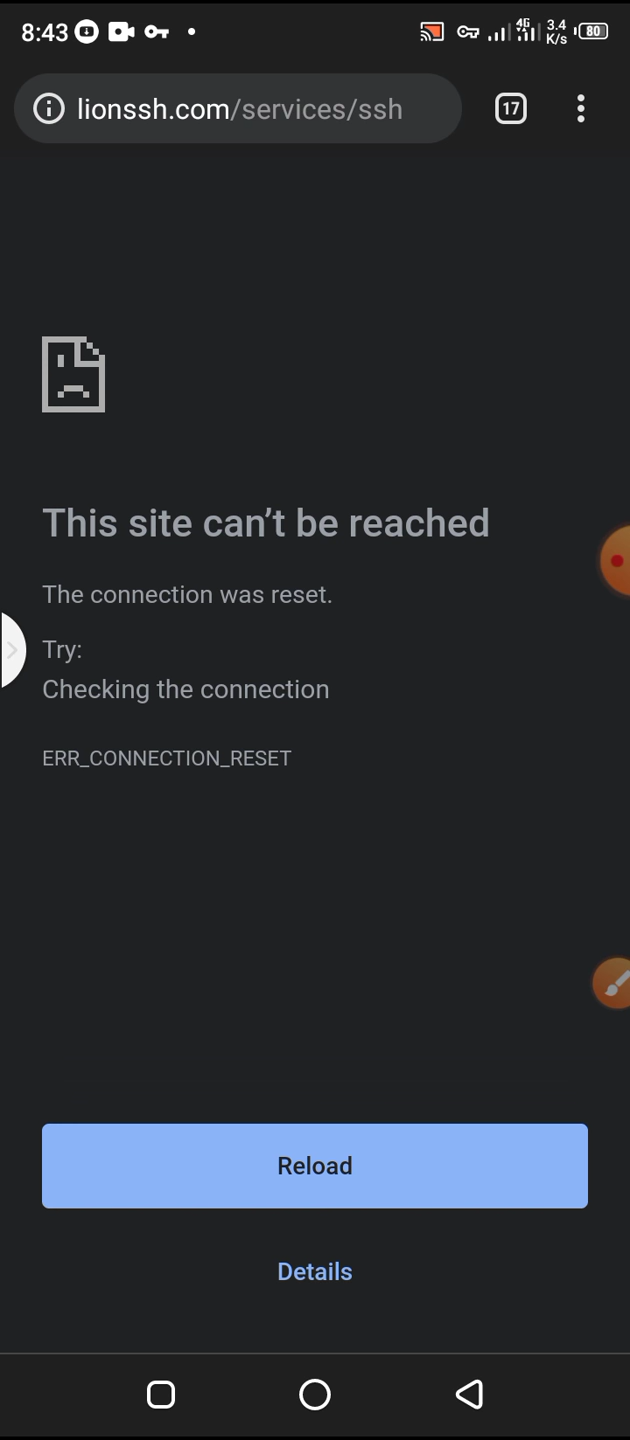 8:43 4G 3.4 K/s 80
lionssh.com/services/ssh 17
This site can’t be reached
The connection was reset.
Try:
Checking the connection
ERR_CONNECTION_RESET
Reload
Details